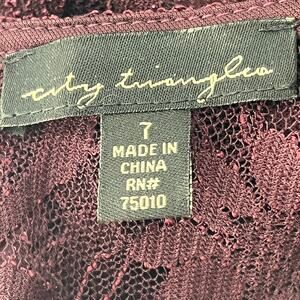 city triangles
7
MADE IN
CHINA
RN#
75010